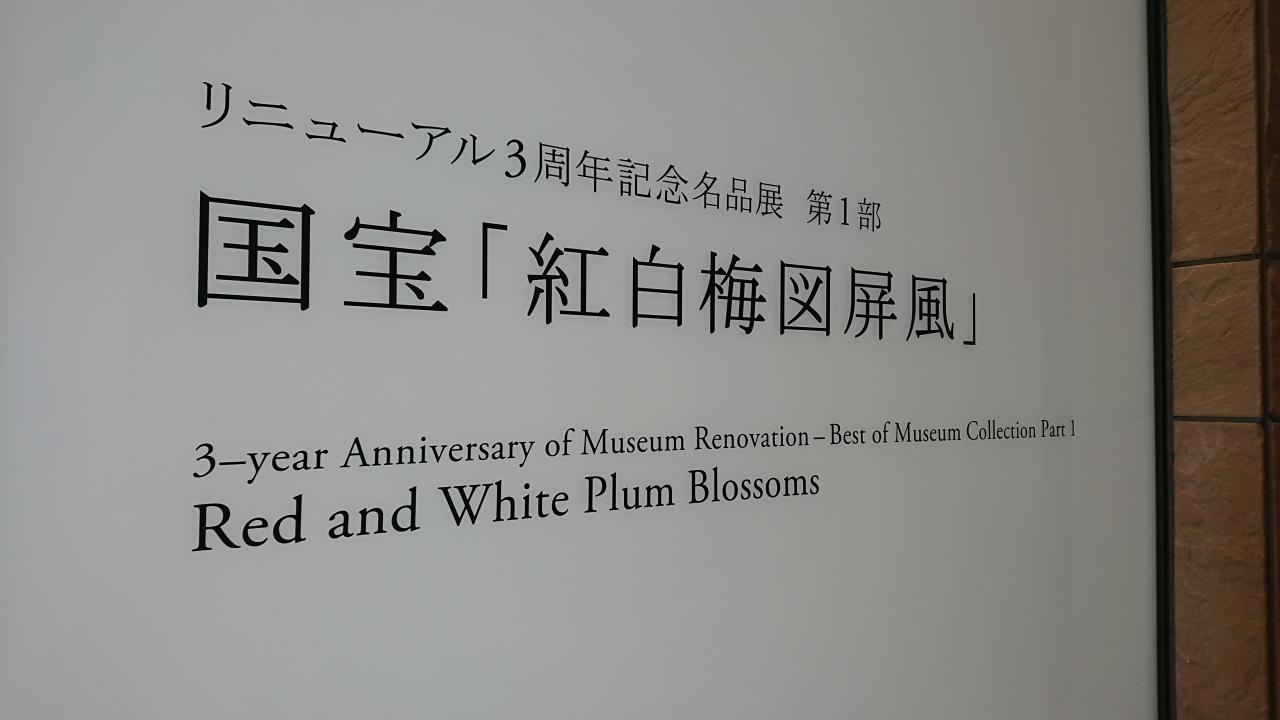 リニューアル3周年記念名品展 第1部
国宝「紅白梅図屏風」
3–year Anniversary of Museum Renovation – Best of Museum Collection Part 1
Red and White Plum Blossoms